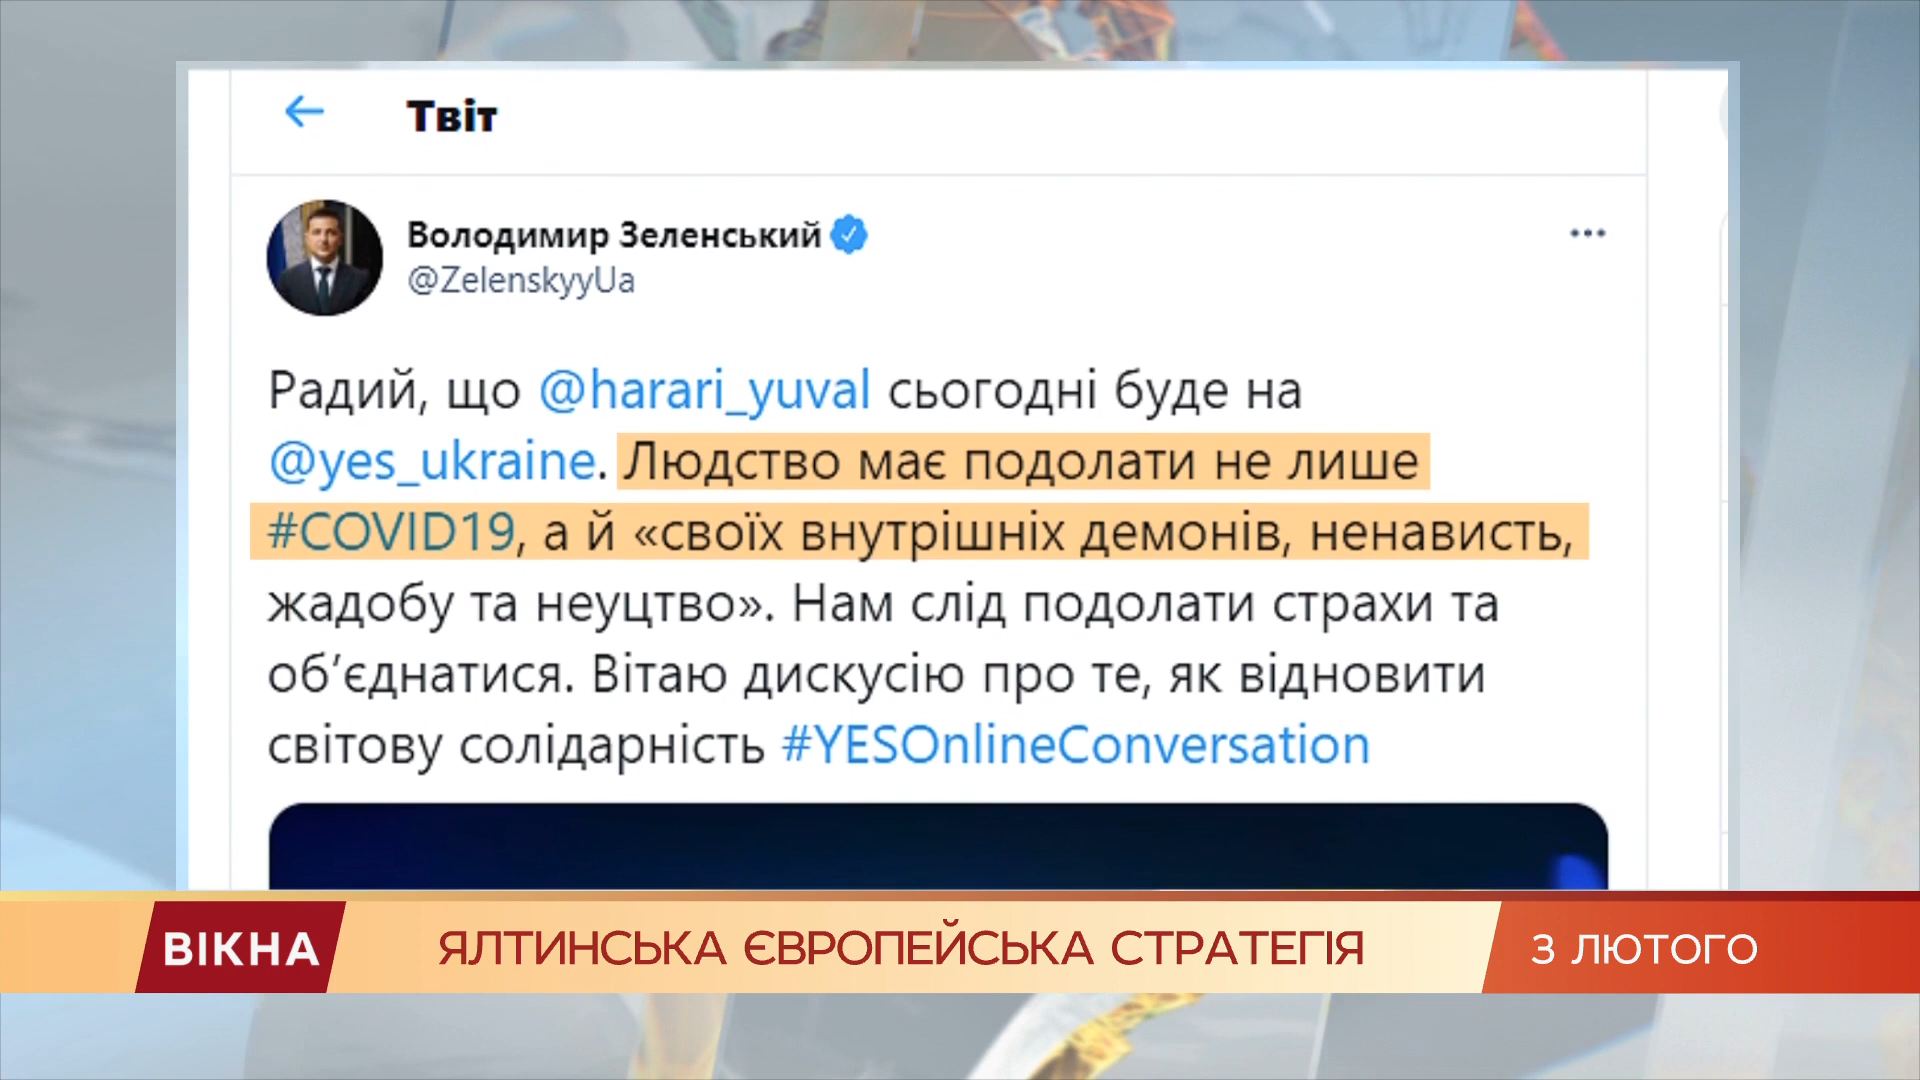 Твіт
Володимир Зеленський
@ZelenskyyUa
Радий, що @harari_yuval сьогодні буде на
@yes_ukraine. Людство має подолати не лише
#COVID19, а й «своїх внутрішніх демонів, ненависть,
жадобу та неуцтво». Нам слід подолати страхи та
об‘єднатися. Вітаю дискусію про те, як відновити
світову солідарність #YESOnlineConversation
ВІКНА
ЯЛТИНСЬКА ЄВРОПЕЙСЬКА СТРАТЕГІЯ
3 ЛЮТОГО